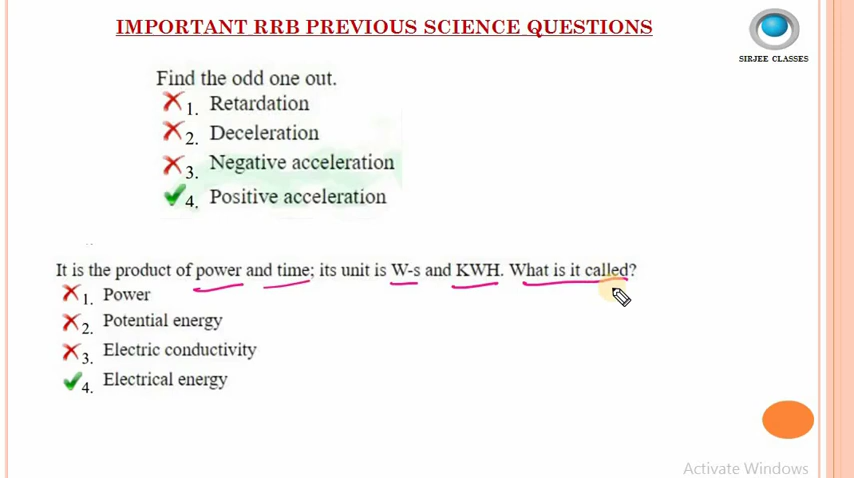 IMPORTANT RRB PREVIOUS SCIENCE QUESTIONS
SIRJEE CLASSES
Find the odd one out.
1. Retardation
2. Deceleration
3. Negative acceleration
4. Positive acceleration
It is the product of power and time; its unit is W-s and KWH. What is it called?
1. Power
2. Potential energy
3. Electric conductivity
4. Electrical energy
Activate Windows